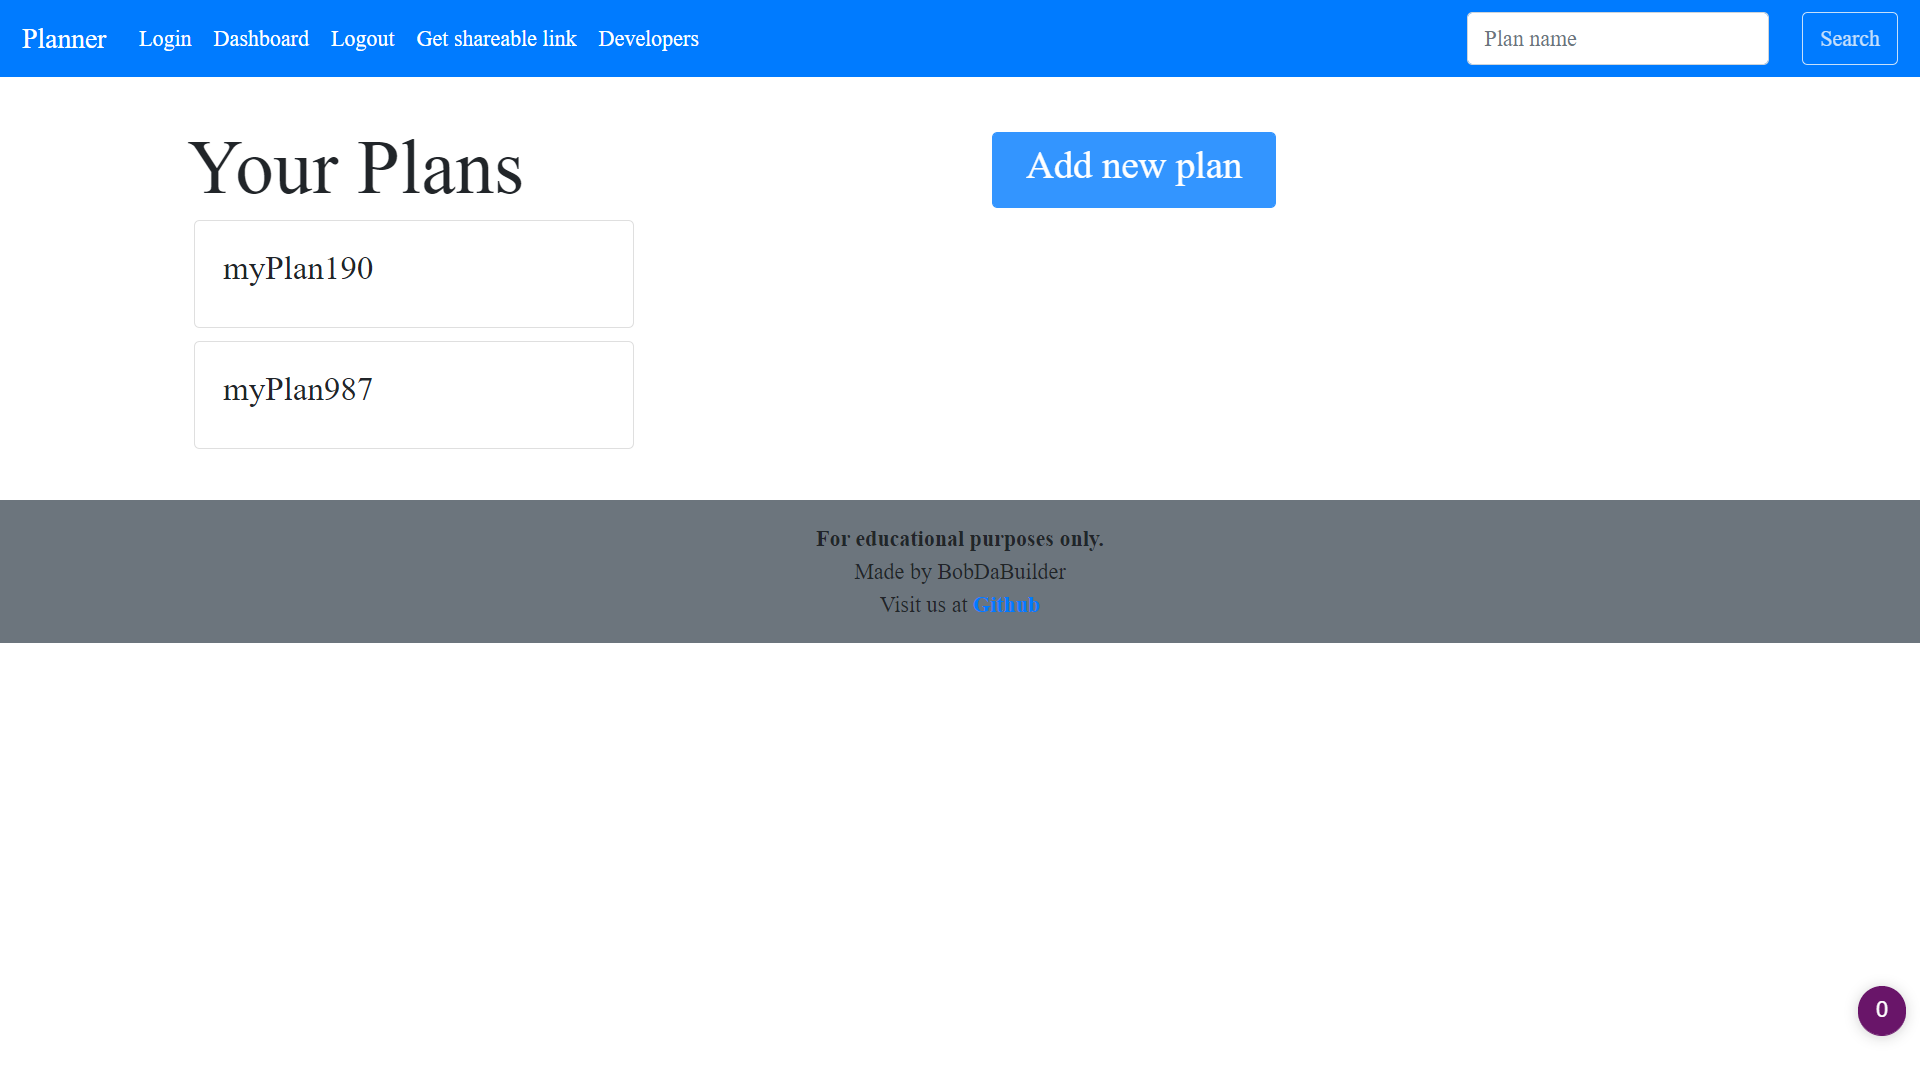 Planner Login Dashboard Logout Get shareable link Developers Plan name Search
Your Plans
Add new plan
myPlan190
myPlan987
For educational purposes only.
Made by BobDaBuilder
Visit us at Github
0